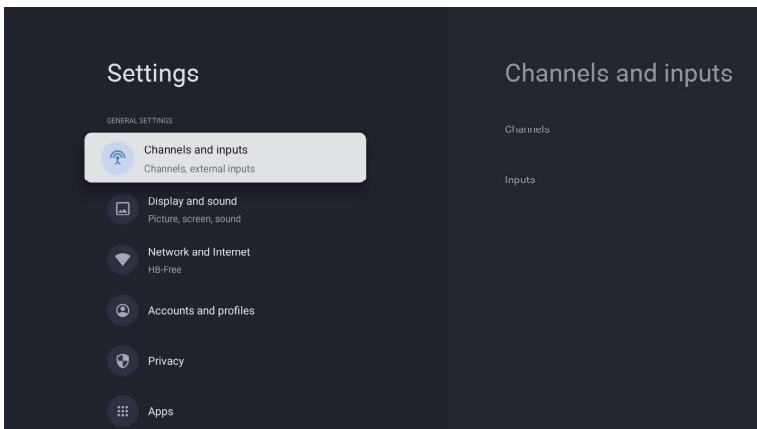 Settings
GENERAL SETTINGS
Channels and inputs
Channels, external inputs
Display and sound
Picture, screen, sound
Network and Internet
HB-Free
Accounts and profiles
Privacy
Apps
Channels and inputs
Channels
Inputs